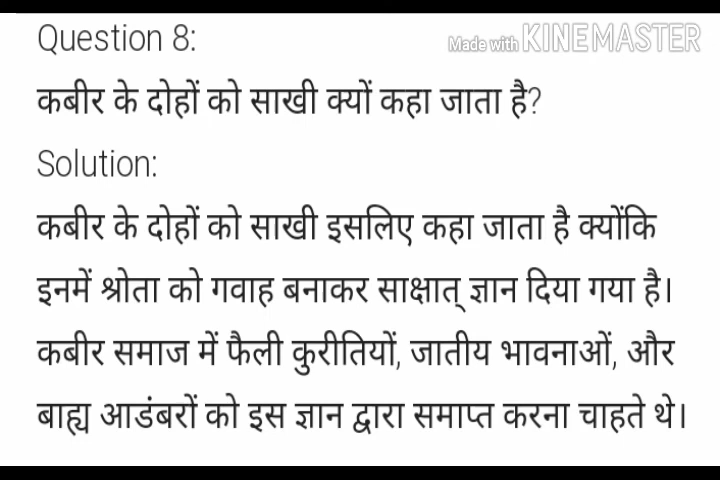 Question 8:
Made with KINEMASTER
कबीर के दोहों को साखी क्यों कहा जाता है?
Solution:
कबीर के दोहों को साखी इसलिए कहा जाता है क्योंकि
इनमें श्रोता को गवाह बनाकर साक्षात् ज्ञान दिया गया है।
कबीर समाज में फैली कुरीतियों, जातीय भावनाओं, और
बाह्य आडंबरों को इस ज्ञान द्वारा समाप्त करना चाहते थे।